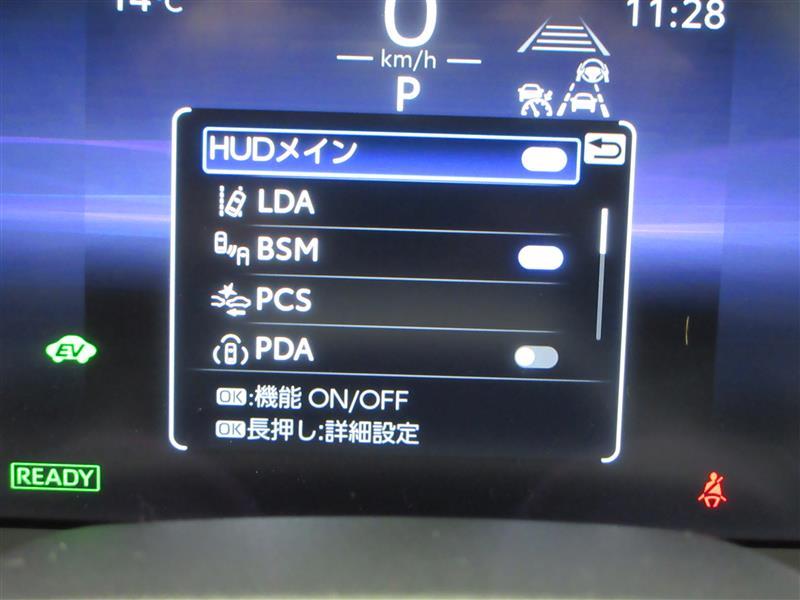 14°C
0
11:28
km/h
P
HUDメイン
LDA
BSM
PCS
PDA
EV
OK:機能 ON/OFF
OK長押し:詳細設定
READY